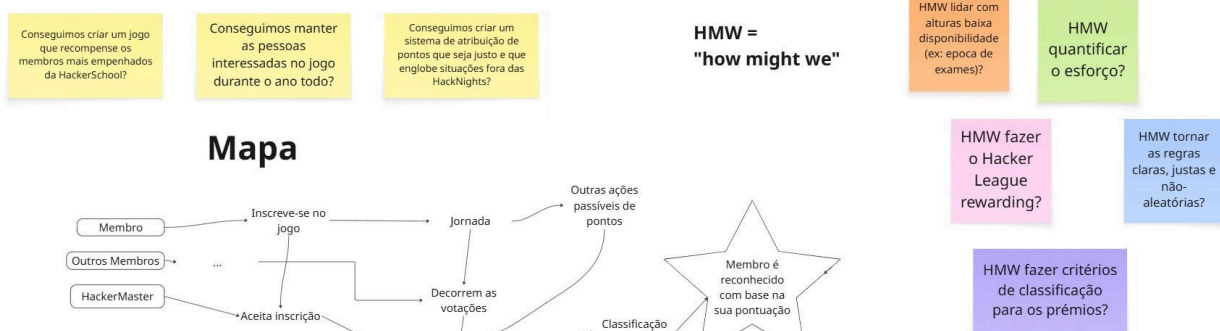 Conseguimos criar um jogo
que recompense os
membros mais empenhados
da HackerSchool?
Conseguimos manter
as pessoas
interessadas no jogo
durante o ano todo?
Conseguimos criar um
sistema de atribuição de
pontos que seja justo e que
englobe situações fora das
HackNights?
HMW =
"how might we"
HMW lidar com
alturas baixa
disponibilidade
(ex: epoca de
exames)?
HMW
quantificar
o esforço?
HMW fazer
o Hacker
League
rewarding?
HMW tornar
as regras
claras, justas e
não-
aleatórias?
HMW fazer critérios
de classificação
para os prémios?
Mapa
Membro
Outros Membros
HackerMaster
Inscreve-se no
jogo
...
Aceita inscrição
Jornada
Outras ações
passíveis de
pontos
Decorrem as
votações
Classificação
Membro é
reconhecido
com base na
sua pontuação